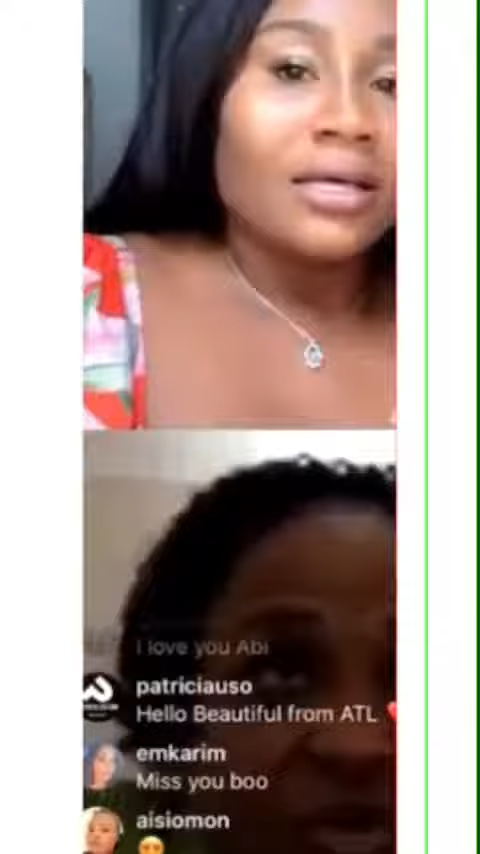 I love you Abi
patriciauso
Hello Beautiful from ATL
emkarim
Miss you boo
aisiomon
😍